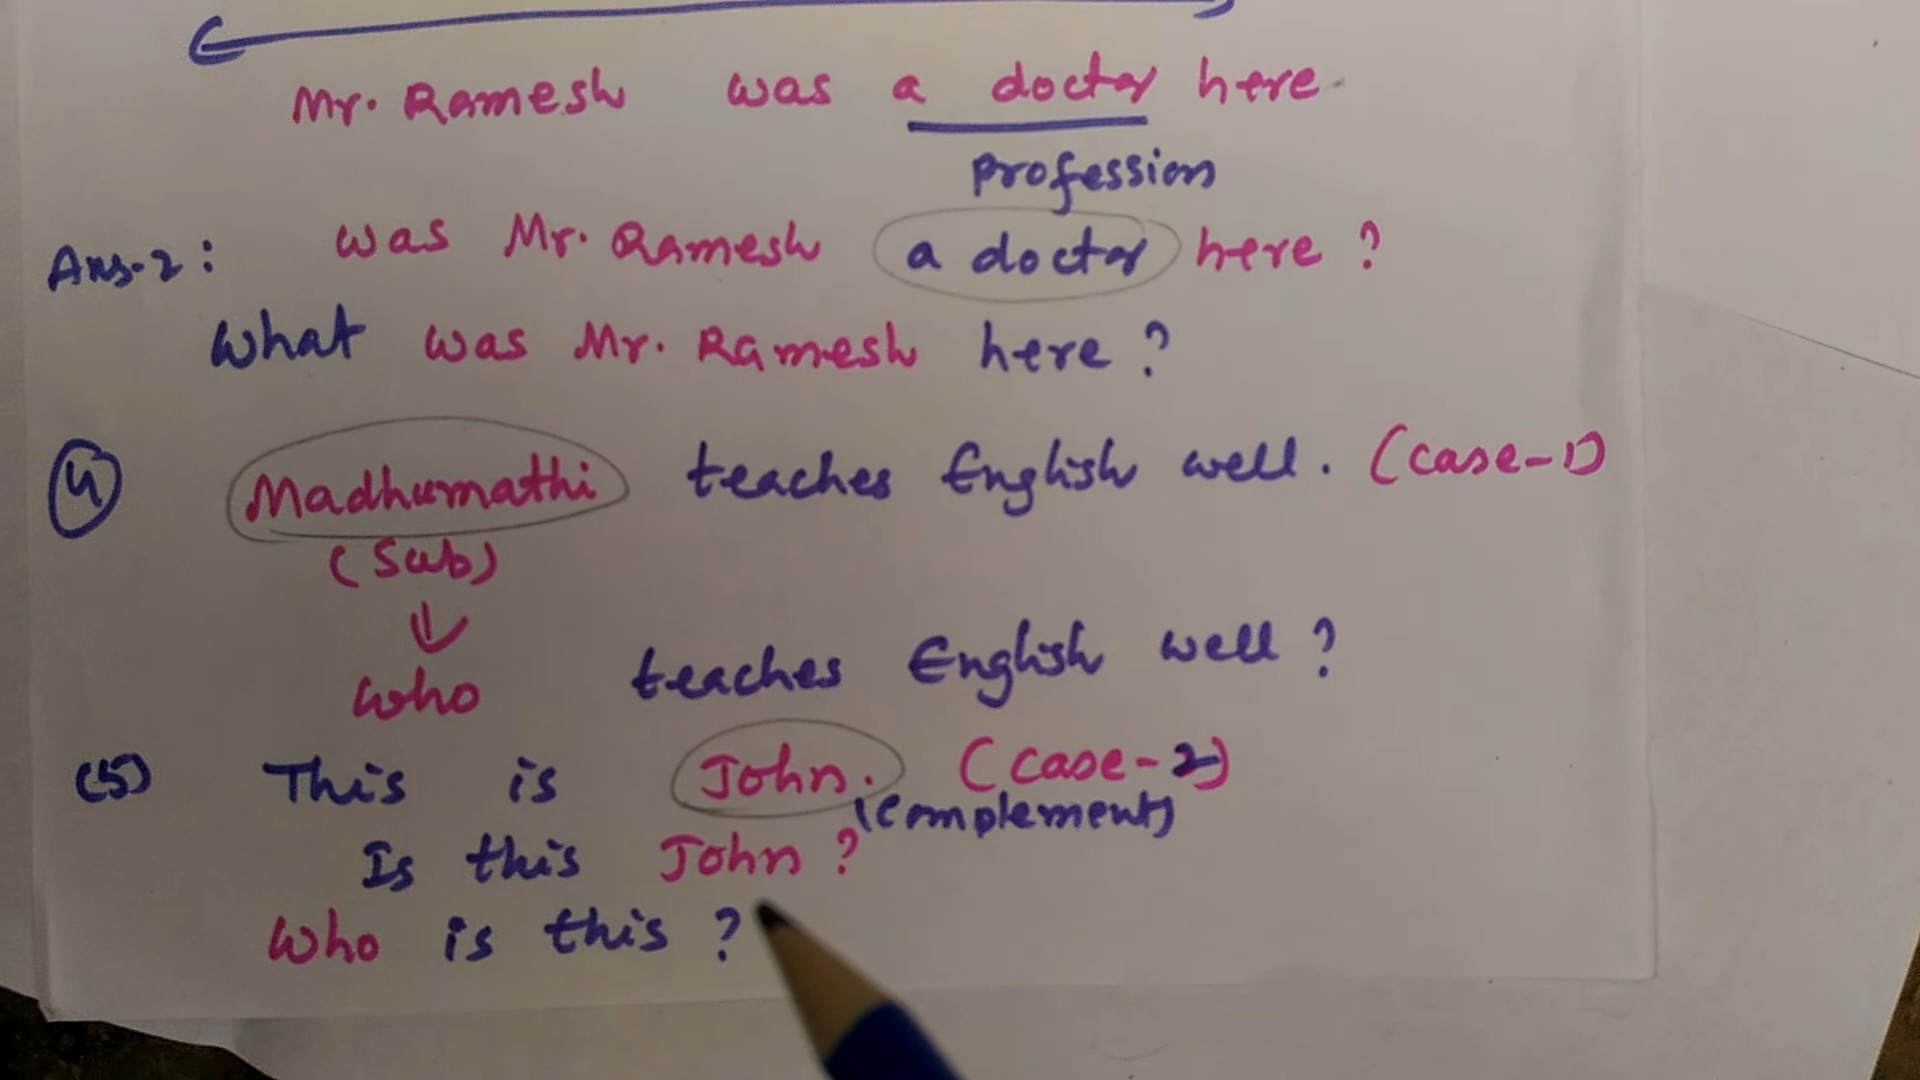 Mr. Ramesh was a doctor here.
profession
Ans-2: was Mr. Ramesh a doctor here?
What was Mr. Ramesh here?
4 Madhumathi teaches English well. (case-1)
(Sub)
who teaches English well?
(5) This is John. (case-2)
(complement)
Is this John?
Who is this?